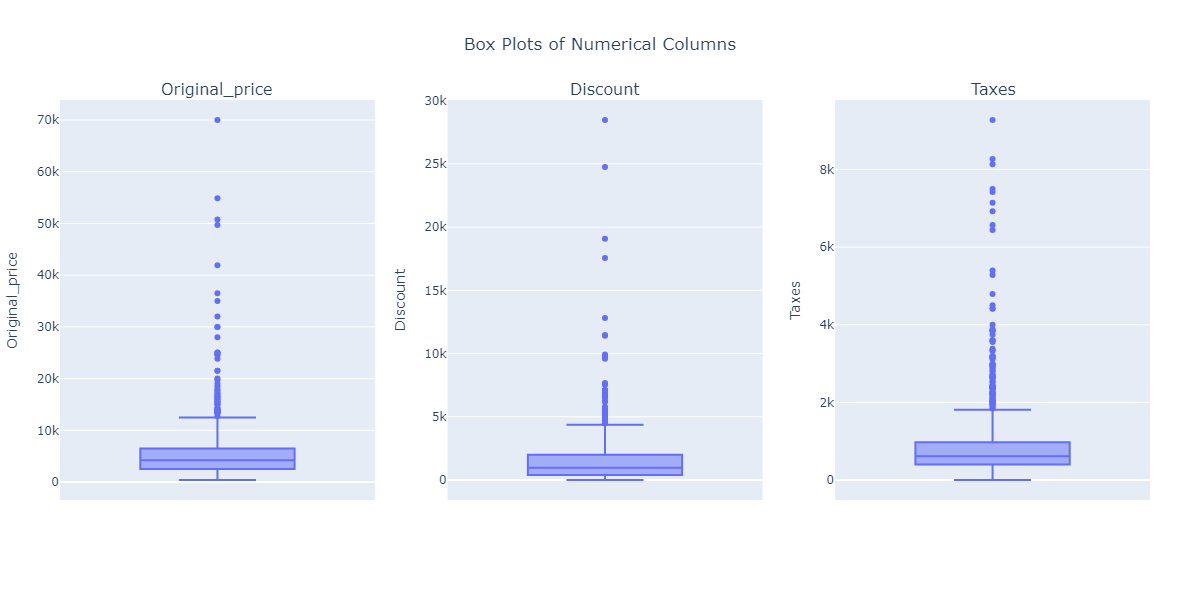 Box Plots of Numerical Columns
Original_price
Discount
Taxes
70k
60k
50k
40k
30k
20k
10k
0
Original_price
30k
25k
20k
15k
10k
5k
0
Discount
8k
6k
4k
2k
0
Taxes